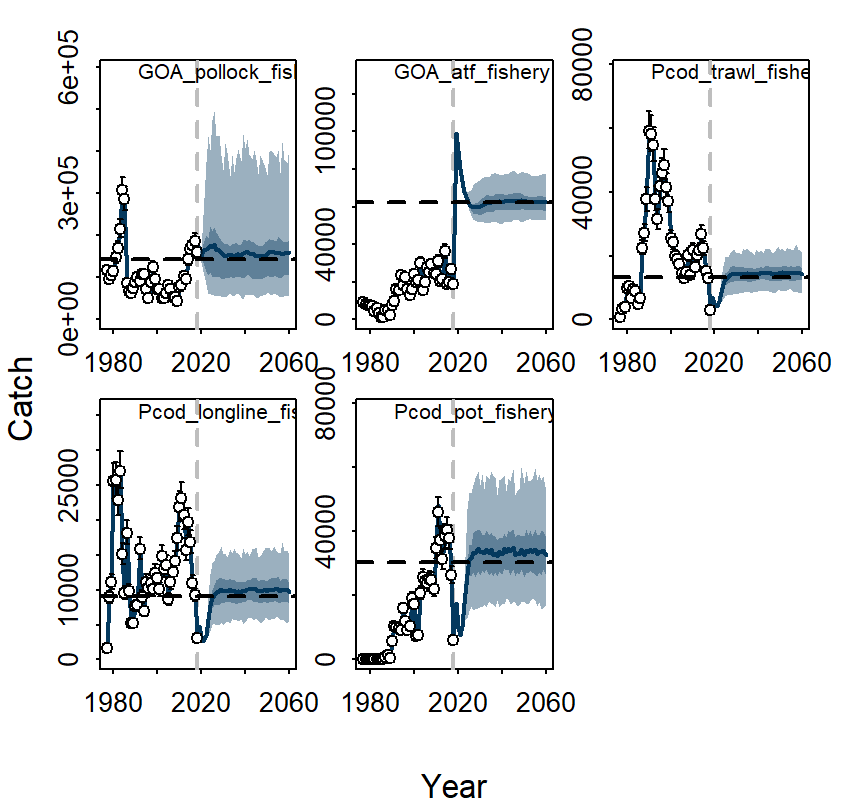 GOA_pollock_fis
GOA_atf_fishery
Pcod_trawl_fishe
6e+05
3e+05
0e+00
100000
40000
0
80000
40000
0
1980 2020 2060
1980 2020 2060
1980 2020 2060
Catch
Pcod_longline_fis
Pcod_pot_fishery
25000
10000
0
80000
40000
0
1980 2020 2060
1980 2020 2060
Year